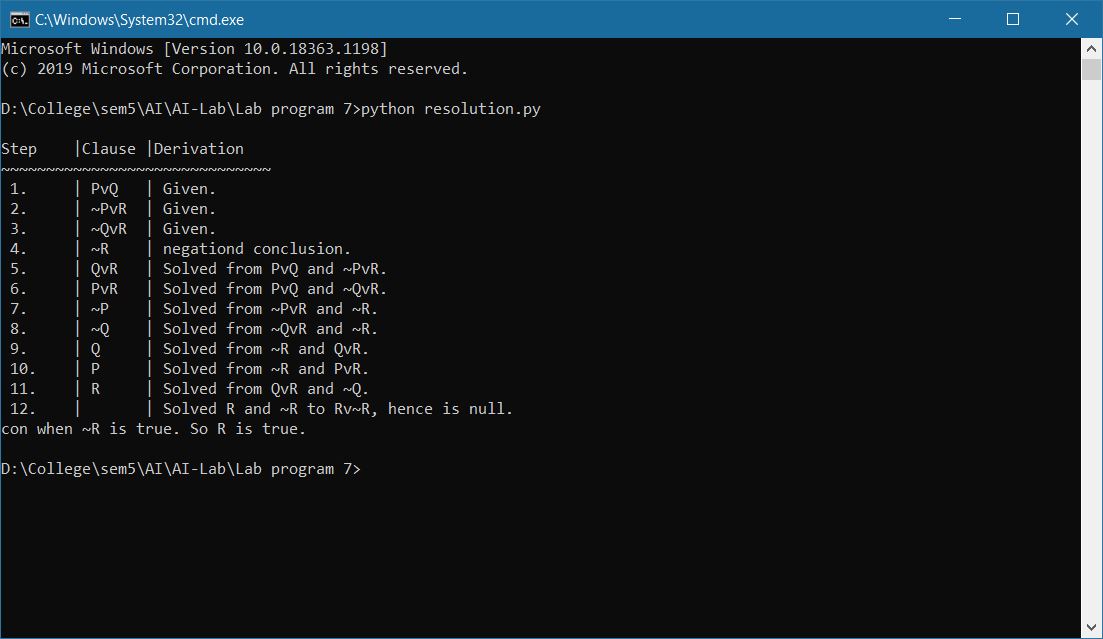 C:\Windows\System32\cmd.exe
Microsoft Windows [Version 10.0.18363.1198]
(c) 2019 Microsoft Corporation. All rights reserved.
D:\College\sem5\AI\AI-Lab\Lab program 7>python resolution.py
Step    |Clause |Derivation
~~~~~~~~~~~~~~~~~~~~~~~~~~~~~~
 1.     | PvQ   | Given.
 2.     | ~PvR  | Given.
 3.     | ~QvR  | Given.
 4.     | ~R    | negationd conclusion.
 5.     | QvR   | Solved from PvQ and ~PvR.
 6.     | PvR   | Solved from PvQ and ~QvR.
 7.     | ~P    | Solved from ~PvR and ~R.
 8.     | ~Q    | Solved from ~QvR and ~R.
 9.     | Q     | Solved from ~R and QvR.
 10.    | P     | Solved from ~R and PvR.
 11.    | R     | Solved from QvR and ~Q.
 12.    |       | Solved R and ~R to Rv~R, hence is null.
con when ~R is true. So R is true.
D:\College\sem5\AI\AI-Lab\Lab program 7>